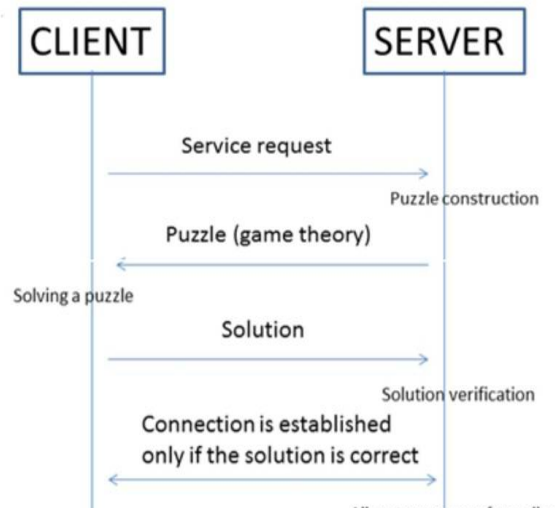 CLIENT
SERVER
Service request
Puzzle construction
Puzzle (game theory)
Solving a puzzle
Solution
Solution verification
Connection is established
only if the solution is correct